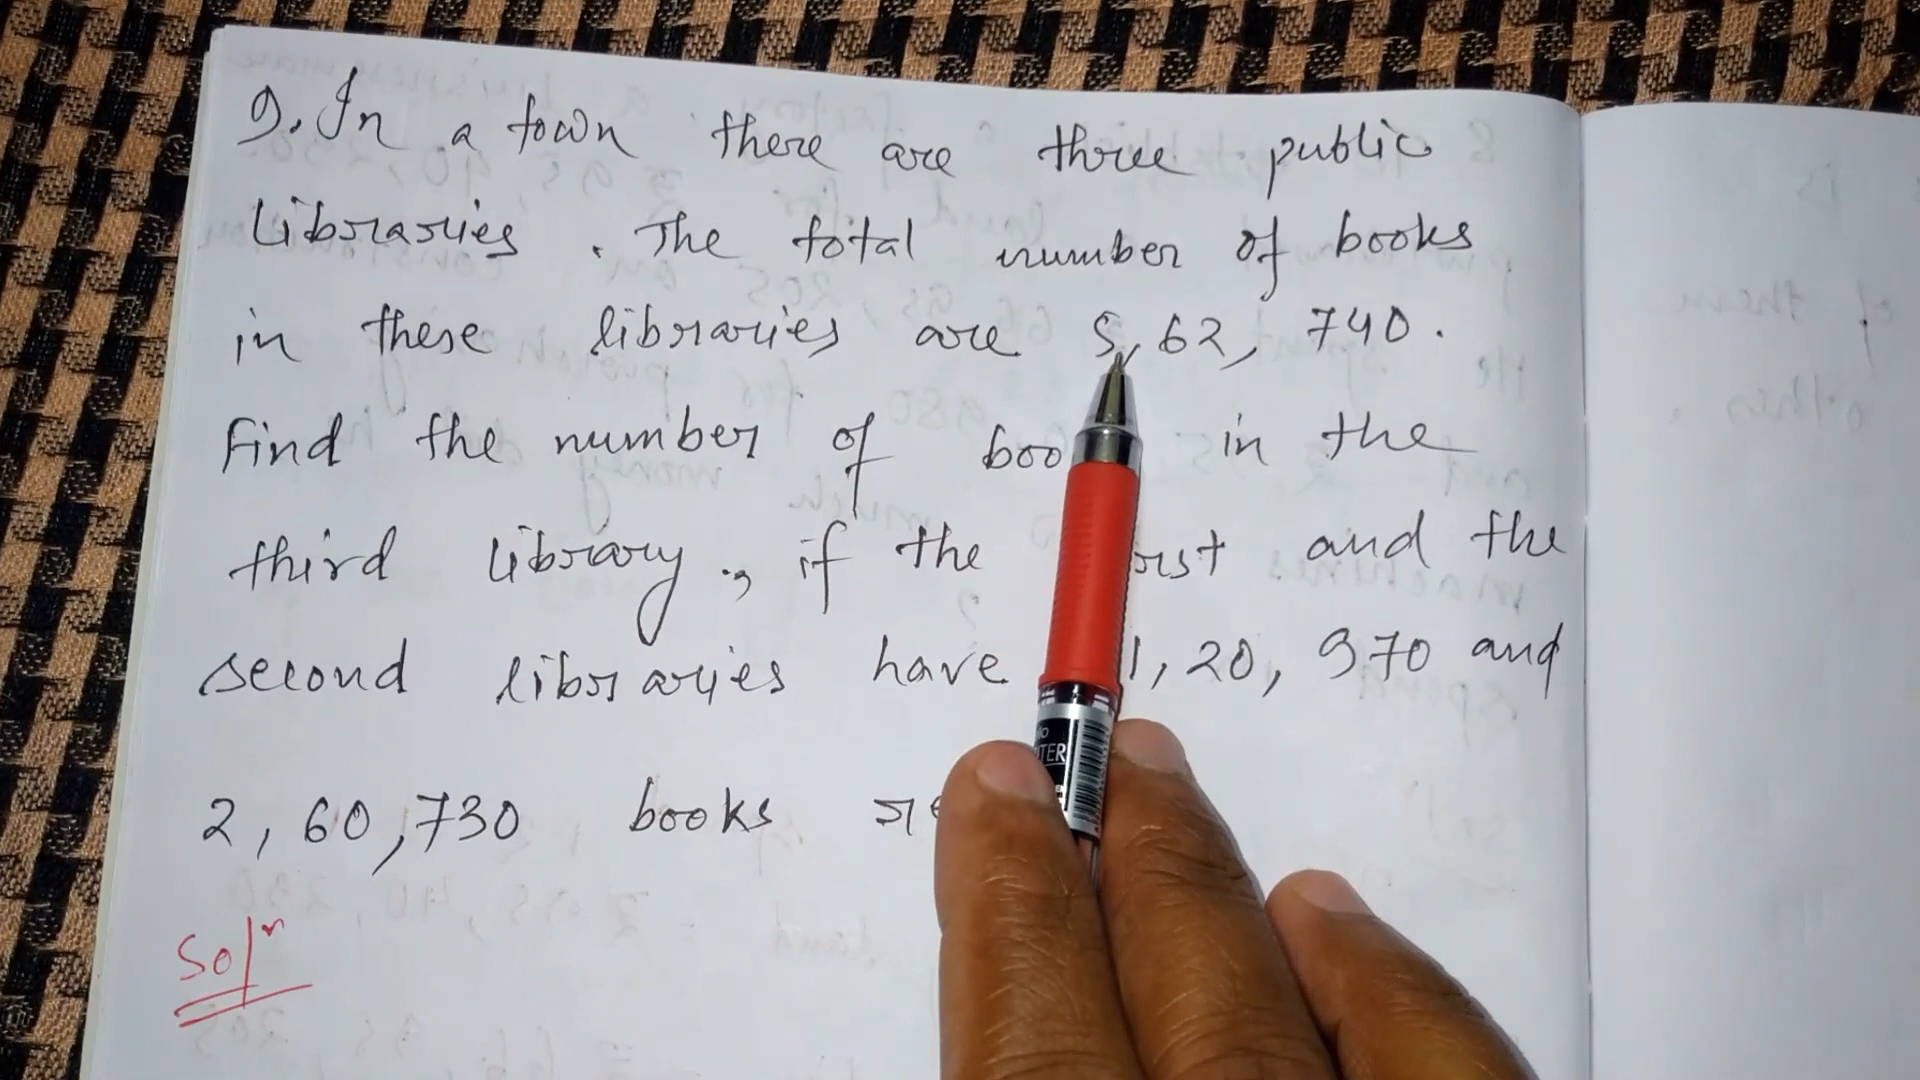 9. In a town there are three public
libraries . The total number of books
in these libraries are 5,62,740.
Find the number of in the
third library , if the and the
second libraries have 1,20,970 and
2,60,730 books
Solⁿ